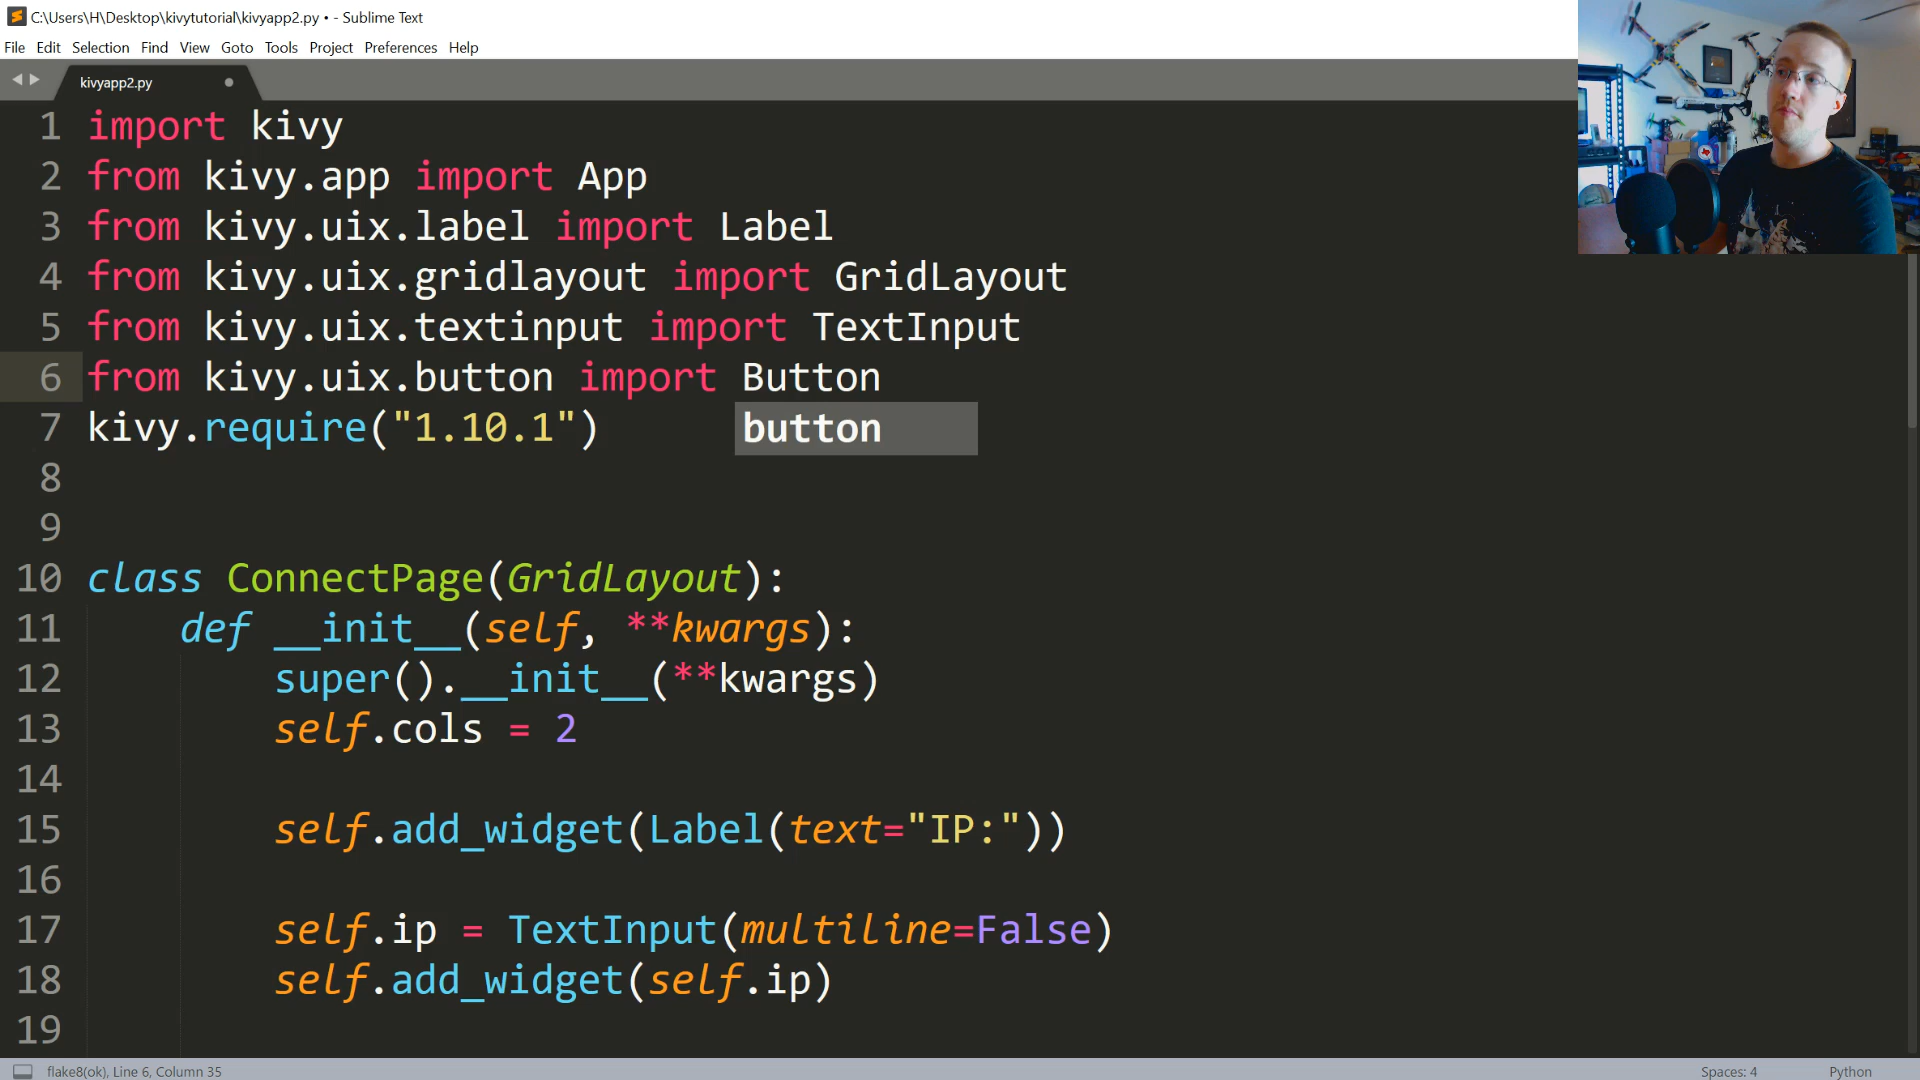 C:\Users\H\Desktop\kivytutorial\kivyapp2.py • - Sublime Text
File Edit Selection Find View Goto Tools Project Preferences Help
kivyapp2.py
1 import kivy
2 from kivy.app import App
3 from kivy.uix.label import Label
4 from kivy.uix.gridlayout import GridLayout
5 from kivy.uix.textinput import TextInput
6 from kivy.uix.button import Button
7 kivy.require("1.10.1")
button
8
9
10 class ConnectPage(GridLayout):
11 def __init__(self, **kwargs):
12 super().__init__(**kwargs)
13 self.cols = 2
14
15 self.add_widget(Label(text="IP:"))
16
17 self.ip = TextInput(multiline=False)
18 self.add_widget(self.ip)
19
flake8(ok), Line 6, Column 35 Spaces: 4 Python